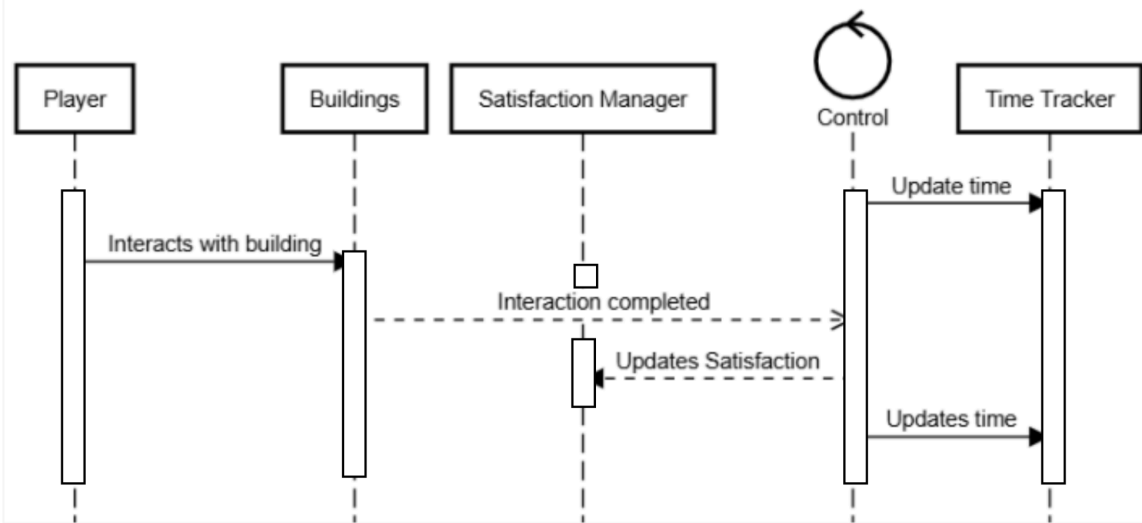 Player
Buildings
Satisfaction Manager
Control
Time Tracker
Update time
Interacts with building
Interaction completed
Updates Satisfaction
Updates time